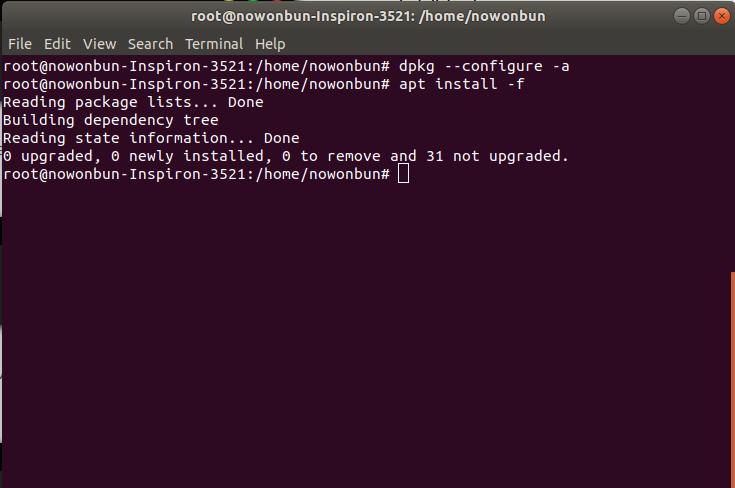 root@nowonbun-Inspiron-3521: /home/nowonbun
File Edit View Search Terminal Help
root@nowonbun-Inspiron-3521:/home/nowonbun# dpkg --configure -a
root@nowonbun-Inspiron-3521:/home/nowonbun# apt install -f
Reading package lists... Done
Building dependency tree
Reading state information... Done
0 upgraded, 0 newly installed, 0 to remove and 31 not upgraded.
root@nowonbun-Inspiron-3521:/home/nowonbun#